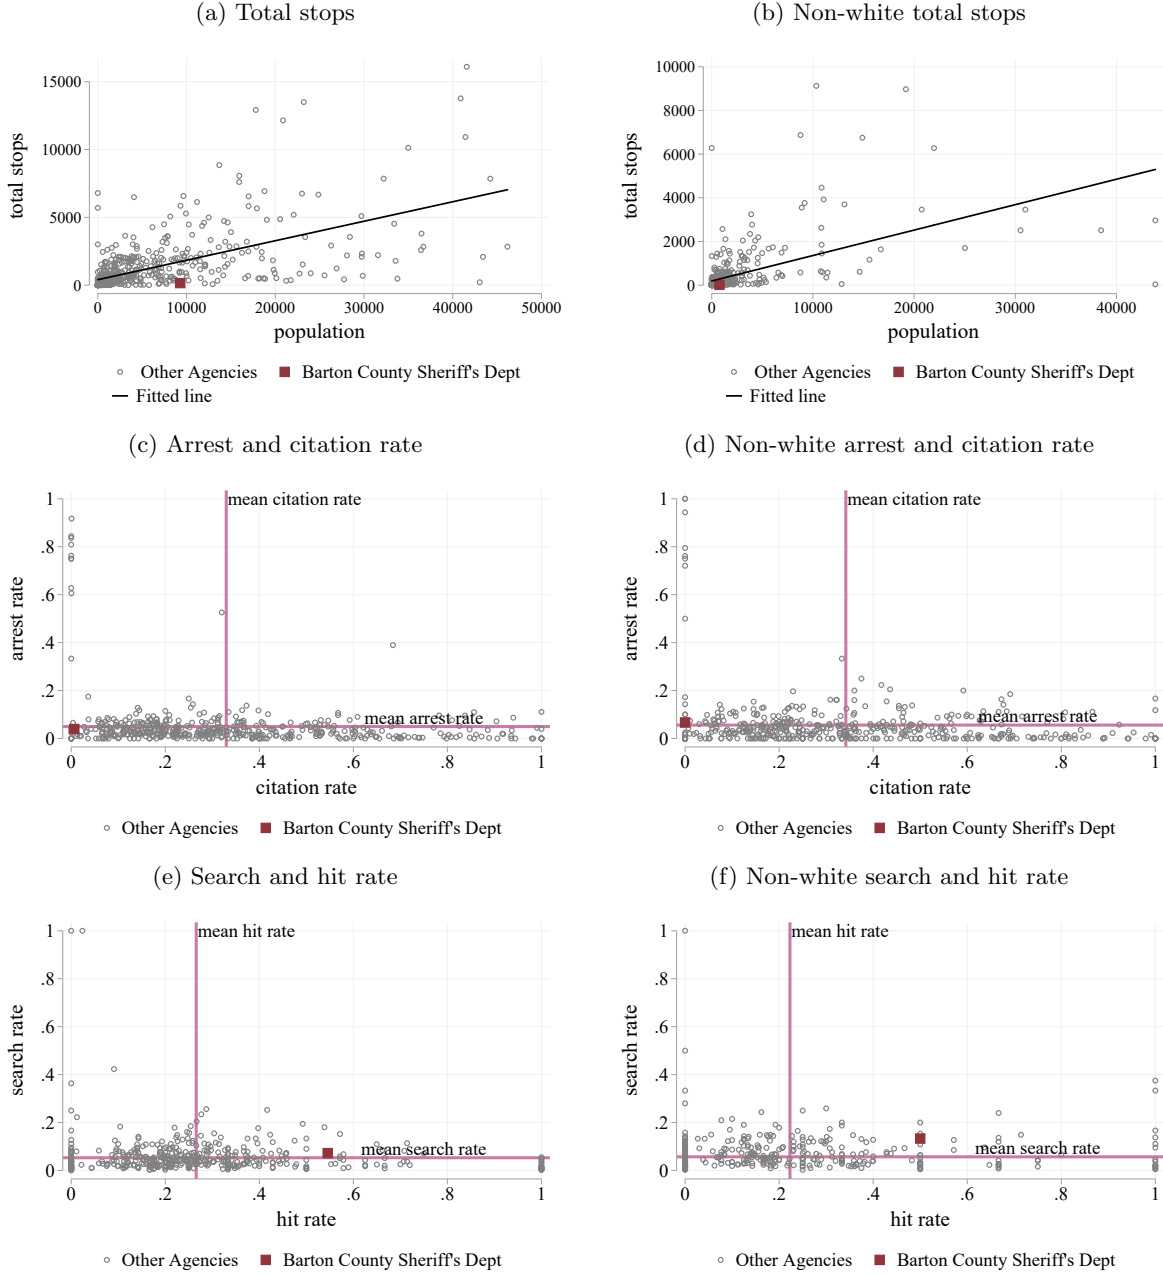 (a) Total stops
(b) Non-white total stops
15000
10000
5000
0
total stops
0 10000 20000 30000 40000 50000
population
Other Agencies Barton County Sheriff's Dept
Fitted line
10000
8000
6000
4000
2000
0
total stops
0 10000 20000 30000 40000
population
Other Agencies Barton County Sheriff's Dept
Fitted line
(c) Arrest and citation rate
(d) Non-white arrest and citation rate
1
.8
.6
.4
.2
0
arrest rate
mean citation rate
mean arrest rate
0 .2 .4 .6 .8 1
citation rate
Other Agencies Barton County Sheriff's Dept
1
.8
.6
.4
.2
0
arrest rate
mean citation rate
mean arrest rate
0 .2 .4 .6 .8 1
citation rate
Other Agencies Barton County Sheriff's Dept
(e) Search and hit rate
(f) Non-white search and hit rate
1
.8
.6
.4
.2
0
search rate
mean hit rate
mean search rate
0 .2 .4 .6 .8 1
hit rate
Other Agencies Barton County Sheriff's Dept
1
.8
.6
.4
.2
0
search rate
mean hit rate
mean search rate
0 .2 .4 .6 .8 1
hit rate
Other Agencies Barton County Sheriff's Dept